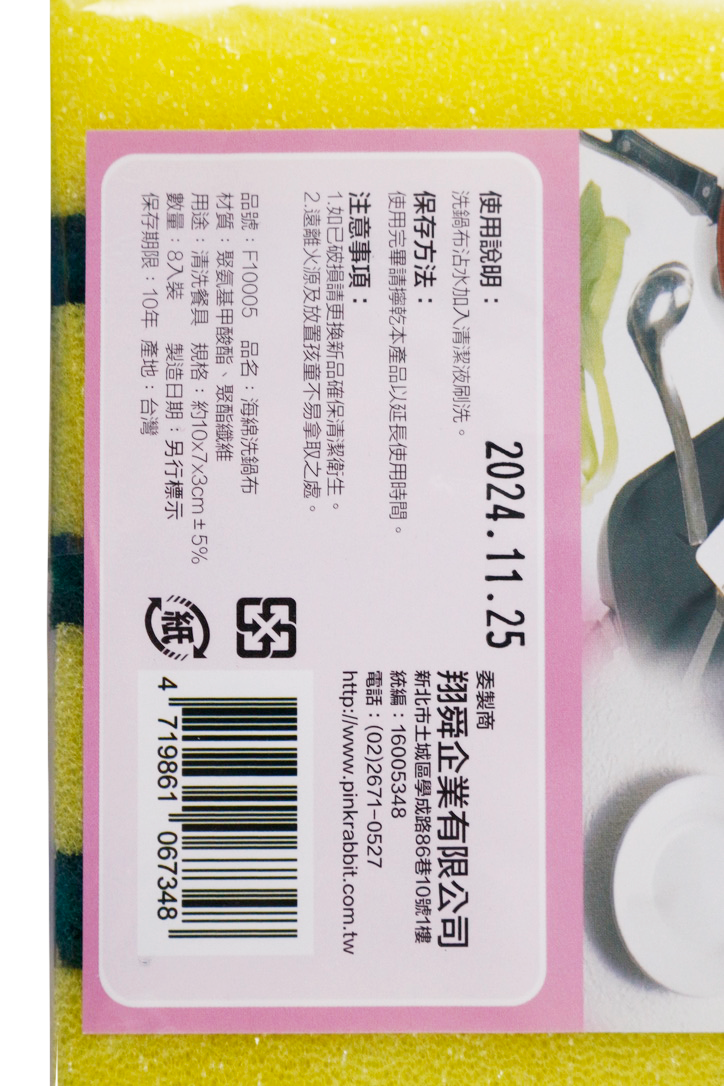 使用說明：
洗鍋布沾水加入清潔液刷洗。
保存方法：
使用完畢請擰乾本產品以延長使用時間。
注意事項：
1.如已破損請更換新品確保清潔衛生。
2.遠離火源及放置孩童不易拿取之處。
品號：F10005 品名：海綿洗鍋布
材質：聚氨基甲酸酯、聚酯纖維
用途：清洗餐具 規格：約10x7x3cm±5%
數量：8入裝 製造日期：另行標示
保存期限：10年 產地：台灣
2024.11.25
委製商
翔舜企業有限公司
新北市土城區學成路86巷10號1樓
統編：16005348
電話：(02)2671-0527
http://www.pinkrabbit.com.tw
紙
4 719861 067348